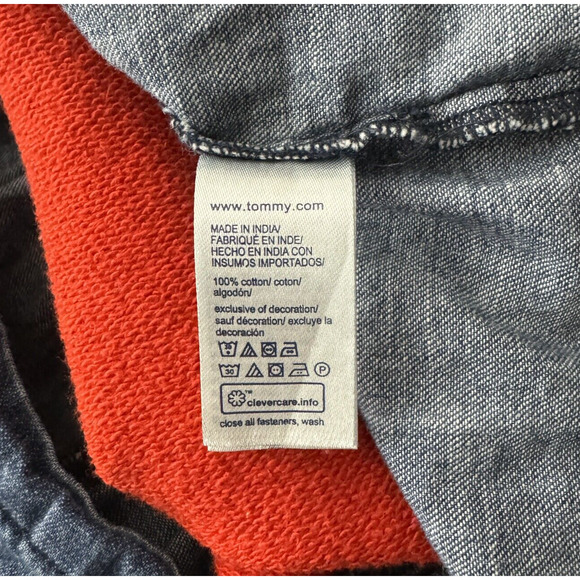 www.tommy.com
MADE IN INDIA/
FABRIQUÉ EN INDE/
HECHO EN INDIA CON
INSUMOS IMPORTADOS/
100% cotton/ coton/
algodón/
exclusive of decoration/
sauf décoration/ excluye la
decoración
30 P
™ clevercare.info
close all fasteners, wash